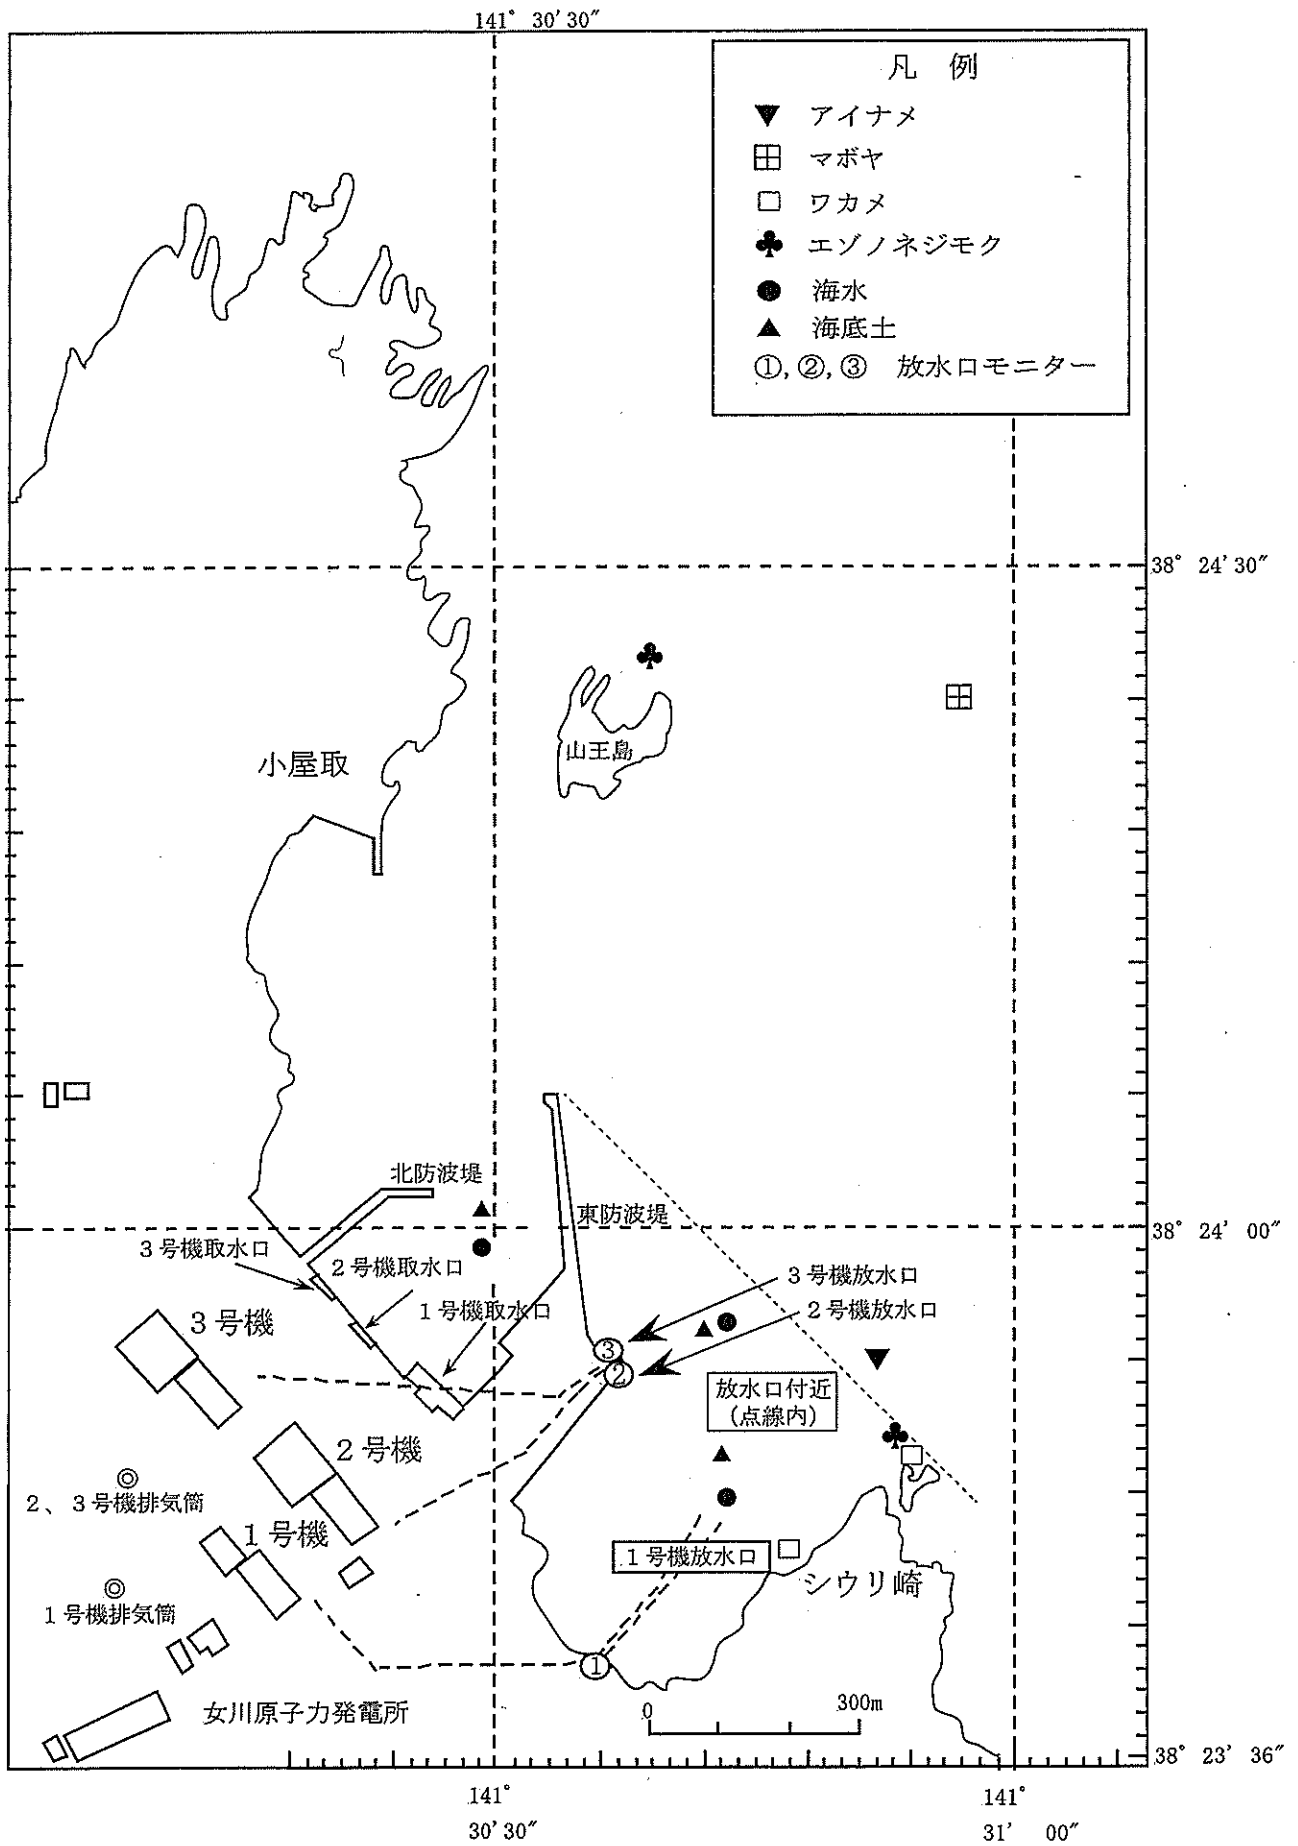 141° 30′30″
凡　例
アイナメ
マボヤ
ワカメ
エゾノネジモク
海水
海底土
①,②,③　放水口モニター
38° 24′30″
山王島
小屋取
北防波堤
東防波堤
38° 24′00″
3号機取水口
2号機取水口
1号機取水口
3号機放水口
2号機放水口
3号機
③
②
放水口付近
(点線内)
2号機
2、3号機排気筒
1号機
1号機放水口
シウリ崎
1号機排気筒
①
女川原子力発電所
0
300m
38° 23′36″
141°
30′30″
141°
31′00″